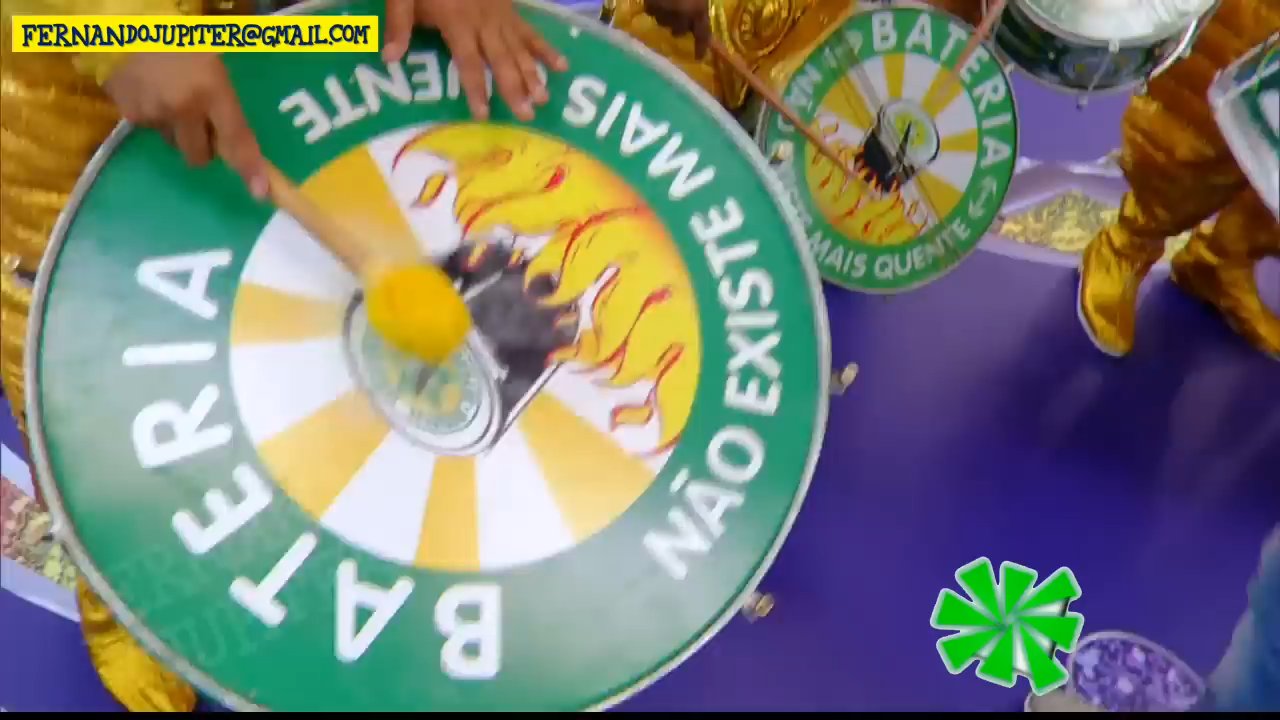 FERNANDOJUPITER@GMAIL.COM
BATERIA
NÃO EXISTE MAIS QUENTE
BATERIA
MAIS QUENTE